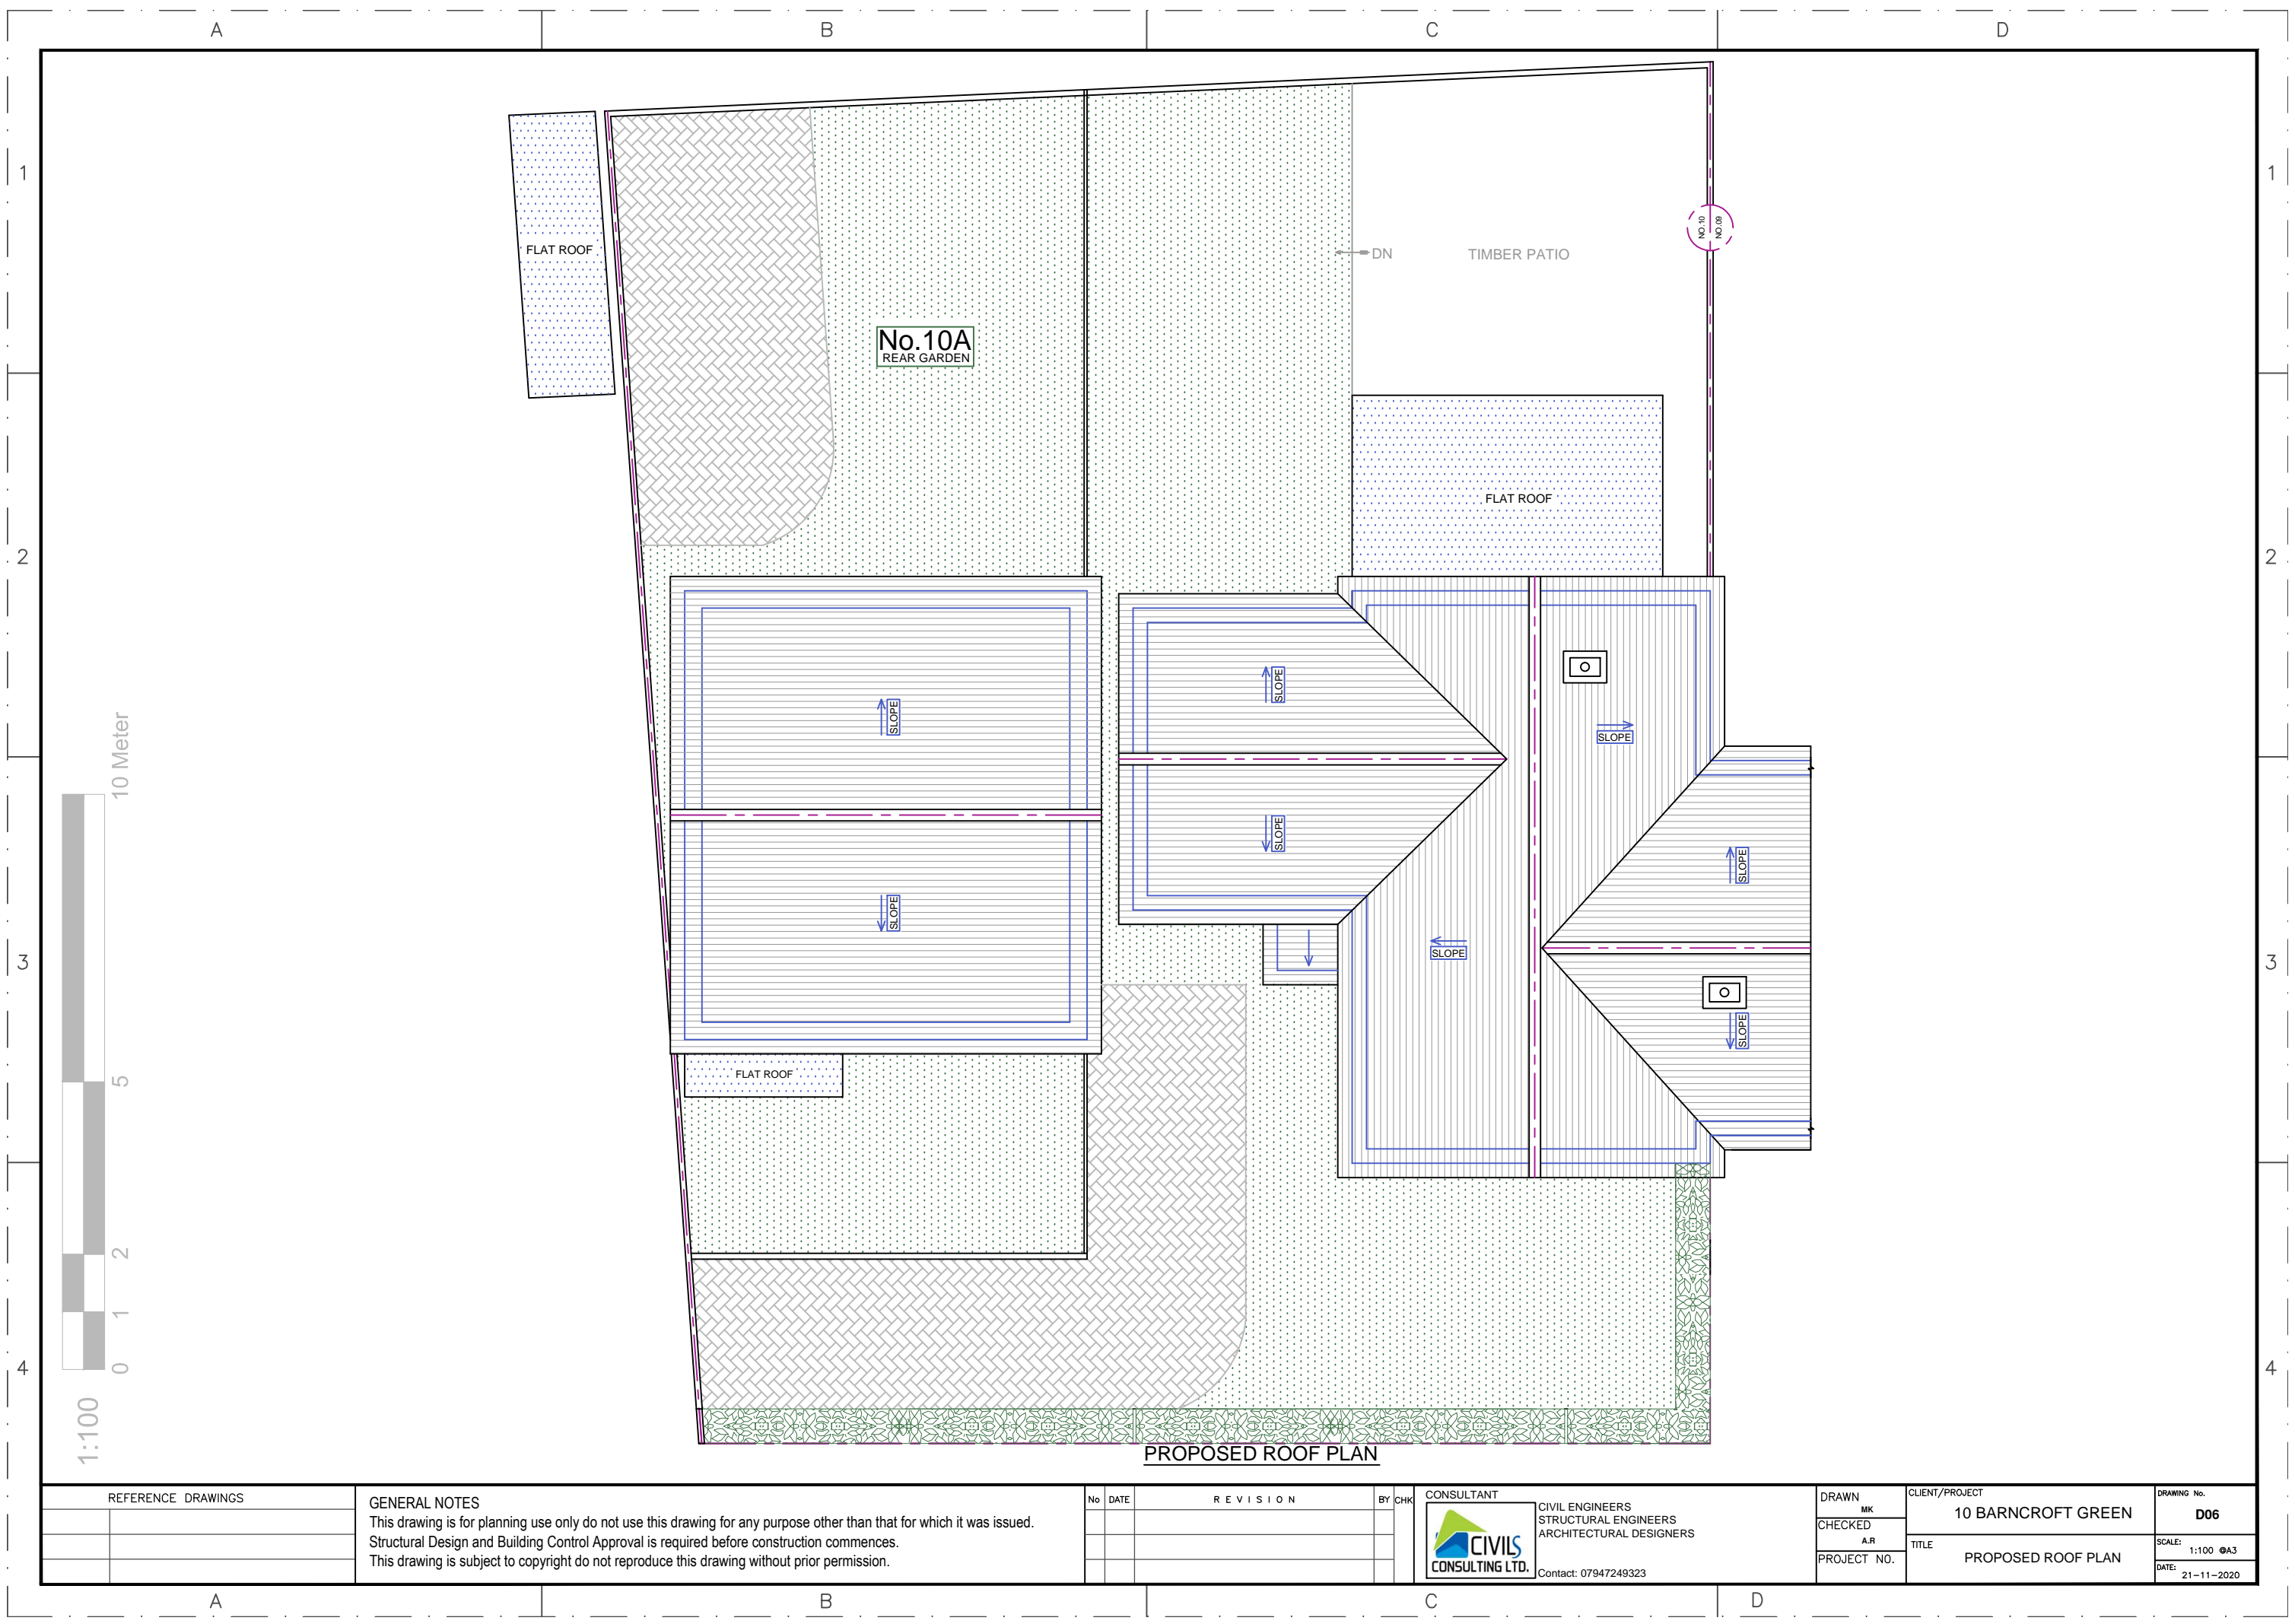 A
B
C
D
1
1
FLAT ROOF
NO.10
NO.09
DN
TIMBER PATIO
No.10A
REAR GARDEN
FLAT ROOF
2
2
SLOPE
SLOPE
SLOPE
SLOPE
SLOPE
SLOPE
SLOPE
SLOPE
3
3
FLAT ROOF
10 Meter
5
2
1
0
1:100
4
4
PROPOSED ROOF PLAN
REFERENCE DRAWINGS
GENERAL NOTES
This drawing is for planning use only do not use this drawing for any purpose other than that for which it was issued.
Structural Design and Building Control Approval is required before construction commences.
This drawing is subject to copyright do not reproduce this drawing without prior permission.
No DATE REVISION BY CHK
CONSULTANT
CIVILS
CONSULTING LTD.
CIVIL ENGINEERS
STRUCTURAL ENGINEERS
ARCHITECTURAL DESIGNERS
Contact: 07947249323
DRAWN
MK
CHECKED
A.R
PROJECT NO.
CLIENT/PROJECT
10 BARNCROFT GREEN
TITLE
PROPOSED ROOF PLAN
DRAWING No.
D06
SCALE:
1:100 @A3
DATE:
21-11-2020
A
B
C
D